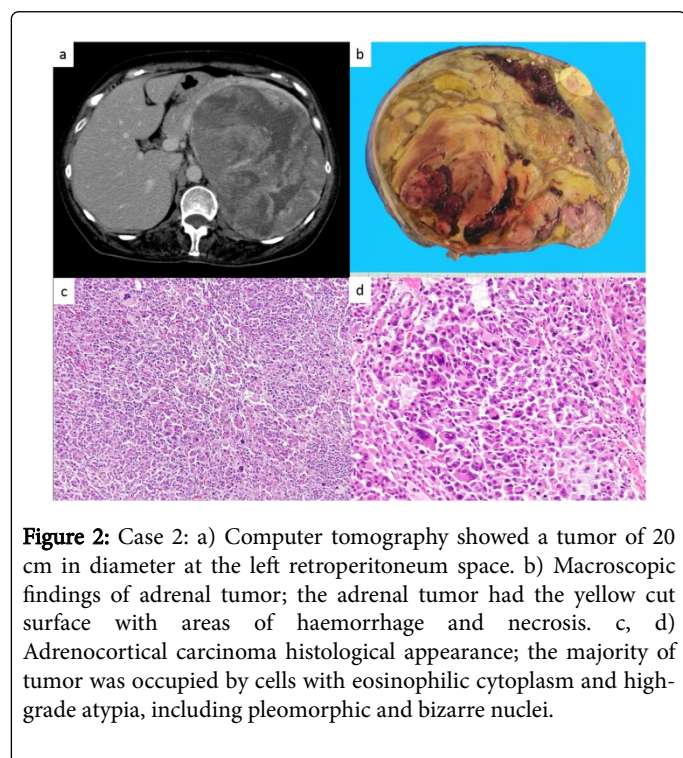 a
b
c
d
Figure 2: Case 2: a) Computer tomography showed a tumor of 20
cm in diameter at the left retroperitoneum space. b) Macroscopic
findings of adrenal tumor; the adrenal tumor had the yellow cut
surface with areas of haemorrhage and necrosis. c, d)
Adrenocortical carcinoma histological appearance; the majority of
tumor was occupied by cells with eosinophilic cytoplasm and high-
grade atypia, including pleomorphic and bizarre nuclei.